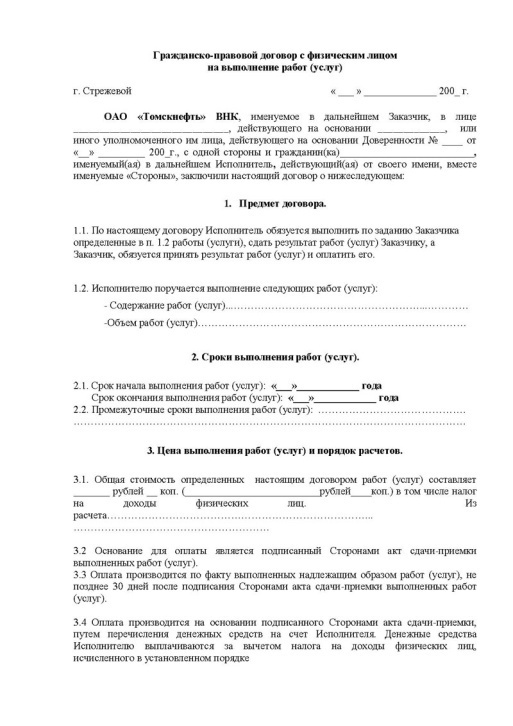 Гражданско-правовой договор с физическим лицом
на выполнение работ (услуг)
г. Стрежевой « ___ » _______________ 200_ г.
ОАО «Томскнефть» ВНК, именуемое в дальнейшем Заказчик, в лице
________________________________, действующего на основании ______________, или
иного уполномоченного им лица, действующего на основании Доверенности № ____ от
«__» __________ 200_г., с одной стороны и гражданин(ка)____________________________,
именуемый(ая) в дальнейшем Исполнитель, действующий(ая) от своего имени, вместе
именуемые «Стороны», заключили настоящий договор о нижеследующем:
1. Предмет договора.
1.1. По настоящему договору Исполнитель обязуется выполнить по заданию Заказчика
определенные в п. 1.2 работы (услуги), сдать результат работ (услуг) Заказчику, а
Заказчик, обязуется принять результат работ (услуг) и оплатить его.
1.2. Исполнителю поручается выполнение следующих работ (услуг):
- Содержание работ (услуг)...…………………………………………………...………
-Объем работ (услуг)………………………………………………………………………
2. Сроки выполнения работ (услуг).
2.1. Срок начала выполнения работ (услуг): «___»_____________ года
Срок окончания выполнения работ (услуг): «___»_____________ года
2.2. Промежуточные сроки выполнения работ (услуг): ………………………………………
……………………………………………………………………………………………………
3. Цена выполнения работ (услуг) и порядок расчетов.
3.1. Общая стоимость определенных настоящим договором работ (услуг) составляет
_______ рублей __ коп. (__________________________рублей____коп.) в том числе налог
на доходы физических лиц. Из
расчета…………………………………………………………………..
…………………………………………………
3.2 Основание для оплаты является подписанный Сторонами акт сдачи-приемки
выполненных работ (услуг).
3.3 Оплата производится по факту выполненных надлежащим образом работ (услуг), не
позднее 30 дней после подписания Сторонами акта сдачи-приемки выполненных работ
(услуг).
3.4 Оплата производится на основании подписанного Сторонами акта сдачи-приемки,
путем перечисления денежных средств на счет Исполнителя. Денежные средства
Исполнителю выплачиваются за вычетом налога на доходы физических лиц,
исчисленного в установленном порядке